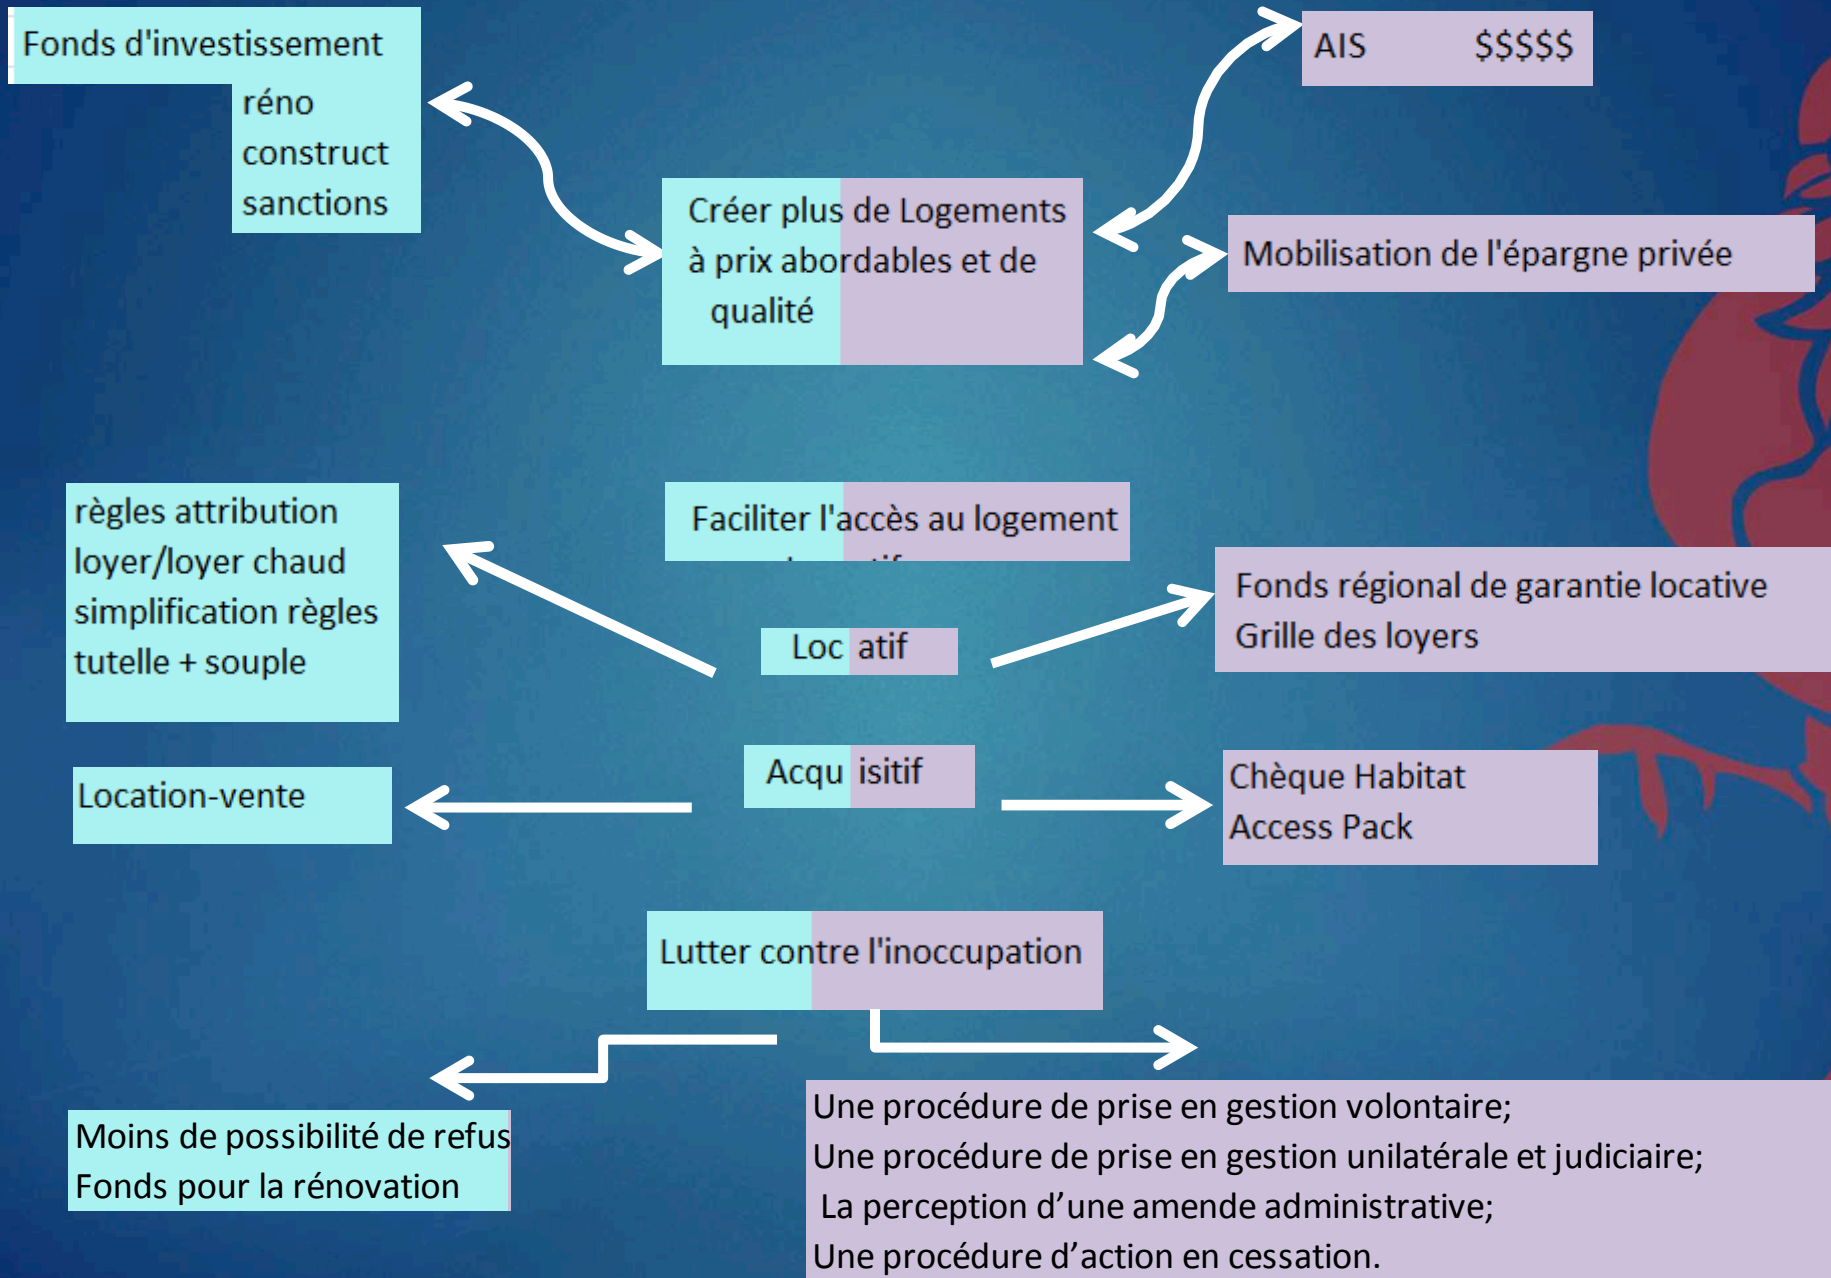 Fonds d'investissement
réno
construct
sanctions
AIS $$$$$
Créer plus de Logements
à prix abordables et de
qualité
Mobilisation de l'épargne privée
règles attribution
loyer/loyer chaud
simplification règles
tutelle + souple
Faciliter l'accès au logement
Loc atif
Fonds régional de garantie locative
Grille des loyers
Acqu isitif
Location-vente
Chèque Habitat
Access Pack
Lutter contre l'inoccupation
Moins de possibilité de refus
Fonds pour la rénovation
Une procédure de prise en gestion volontaire;
Une procédure de prise en gestion unilatérale et judiciaire;
La perception d’une amende administrative;
Une procédure d’action en cessation.